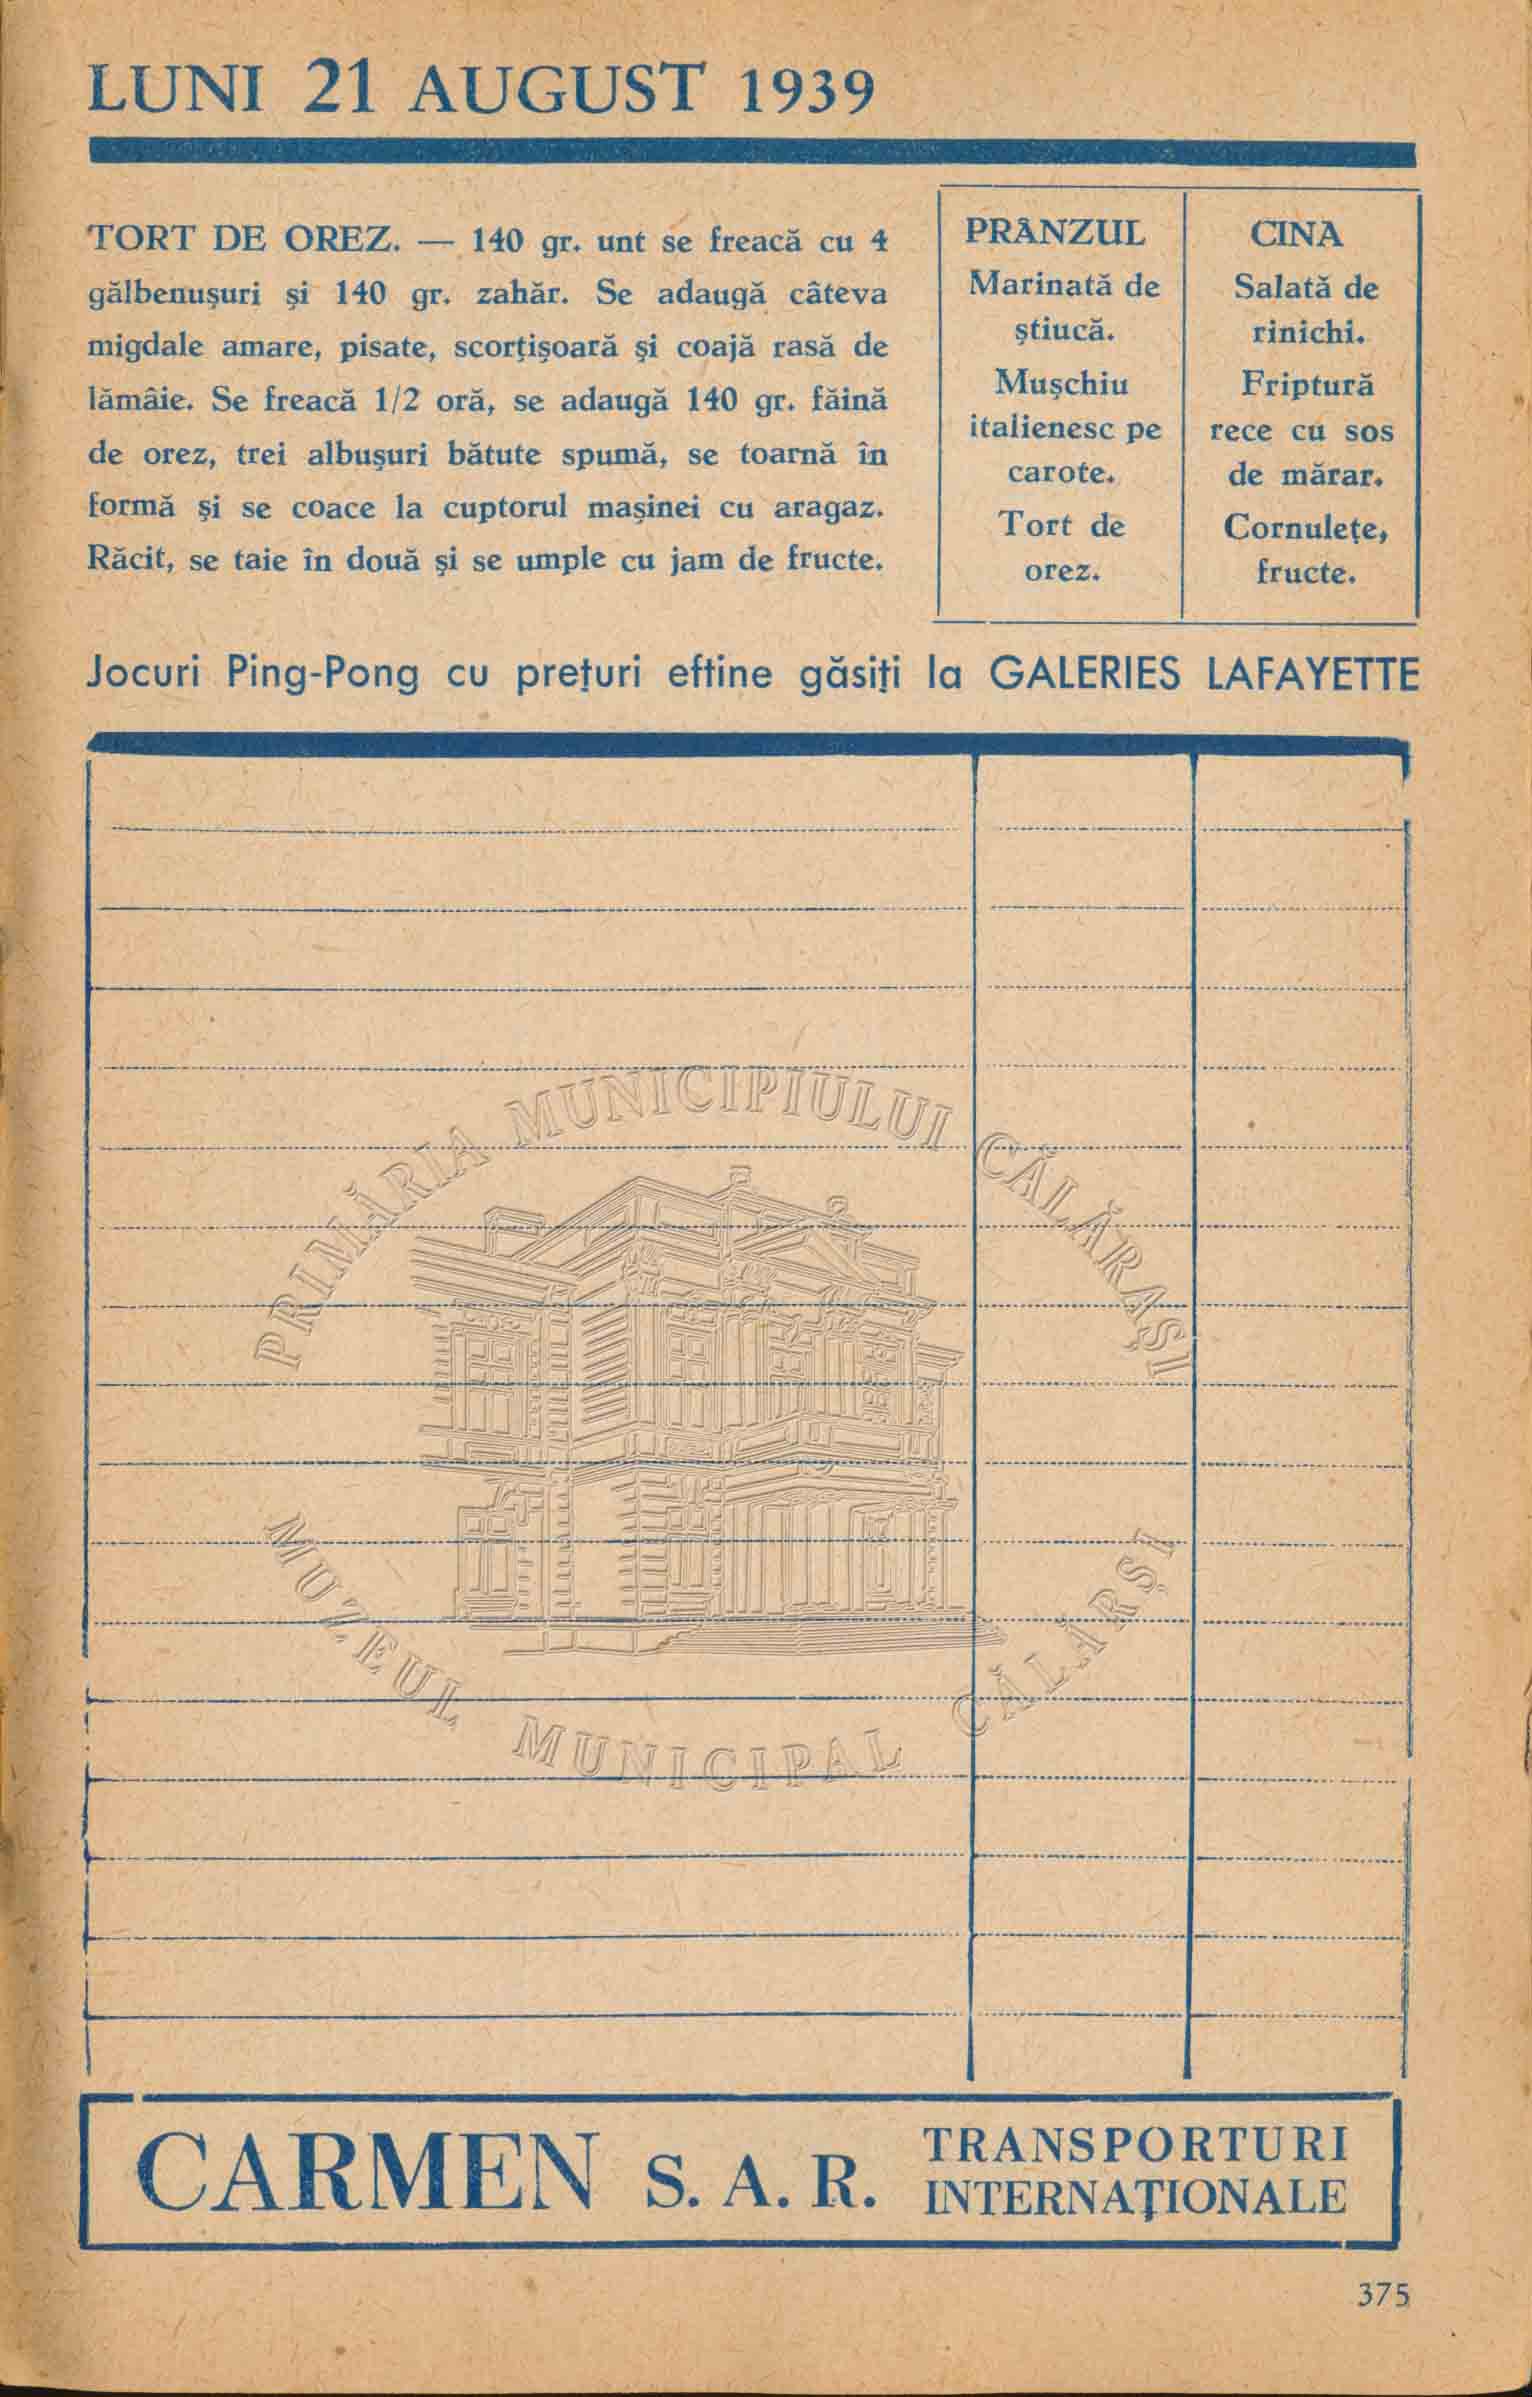 LUNI 21 AUGUST 1939
TORT DE OREZ. — 140 gr. unt se freacă cu 4
gălbenuşuri şi 140 gr. zahăr. Se adaugă câteva
migdale amare, pisate, scorţişoară şi coajă rasă de
lămâie. Se freacă 1/2 oră, se adaugă 140 gr. făină
de orez, trei albuşuri bătute spumă, se toarnă în
formă şi se coace la cuptorul maşinei cu aragaz.
Răcit, se taie în două şi se umple cu jam de fructe.
PRÂNZUL
Marinată de
ştiucă.
Muşchiu
italienesc pe
carote.
Tort de
orez.
CINA
Salată de
rinichi.
Friptură
rece cu sos
de mărar.
Cornuleţe,
fructe.
Jocuri Ping-Pong cu preţuri eftine găsiţi la GALERIES LAFAYETTE
PRIMĂRIA MUNICIPIULUI CĂLĂRAŞI
MUZEUL MUNICIPAL CĂLĂRŞI
CARMEN S. A. R.
TRANSPORTURI
INTERNAŢIONALE
375